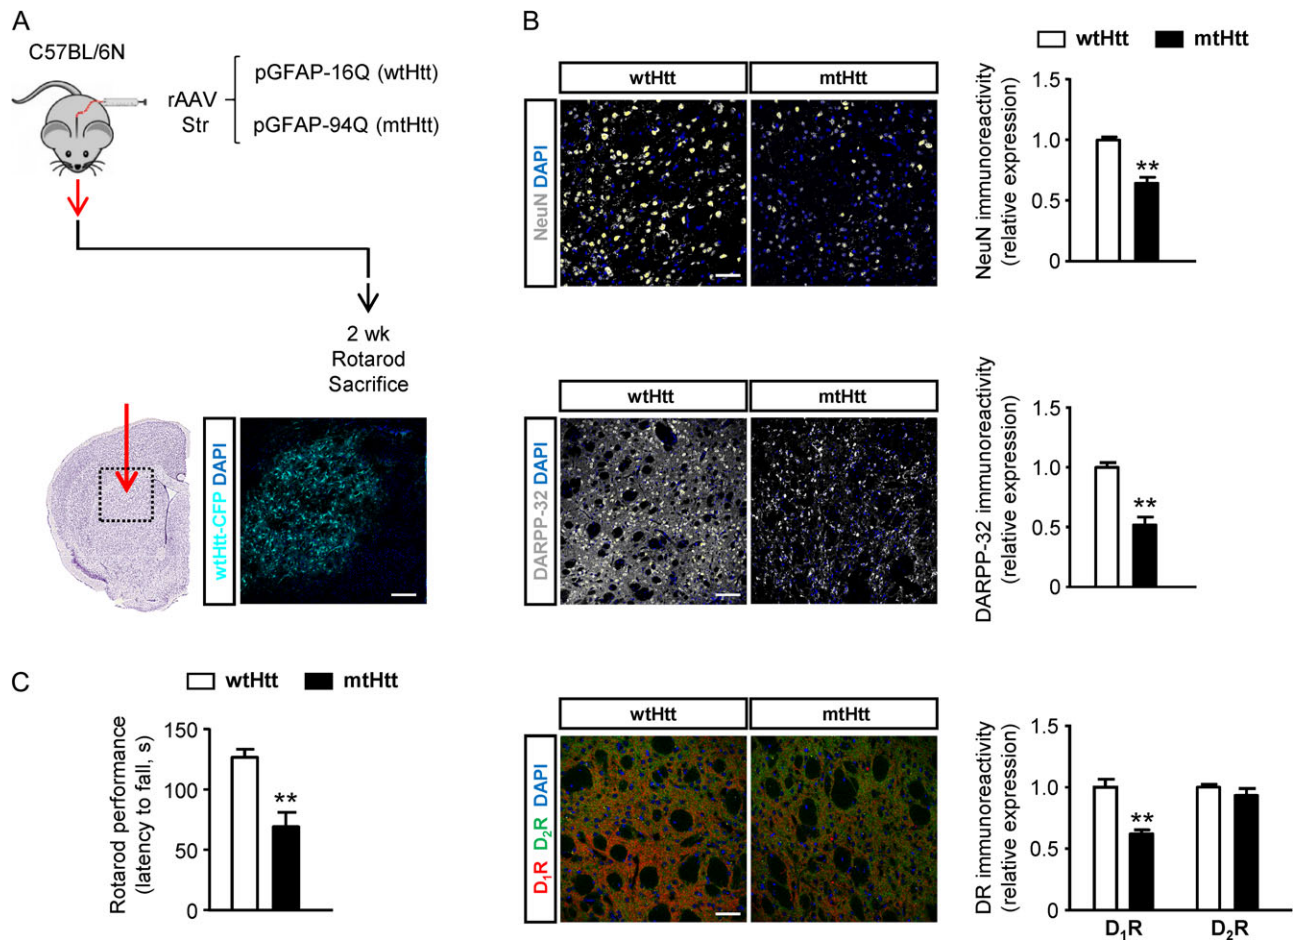 A
C57BL/6N
rAAV
Str
pGFAP-16Q (wtHtt)
pGFAP-94Q (mtHtt)
2 wk
Rotarod
Sacrifice
wtHtt-CFP DAPI
B
wtHtt
mtHtt
NeuN DAPI
wtHtt mtHtt
NeuN immunoreactivity
(relative expression)
1.5
1.0
0.5
0
**
wtHtt
mtHtt
DARPP-32 DAPI
DARPP-32 immunoreactivity
(relative expression)
1.5
1.0
0.5
0
**
C
wtHtt mtHtt
Rotarod performance
(latency to fall, s)
150
100
50
0
**
wtHtt
mtHtt
D₁R D₂R DAPI
DR immunoreactivity
(relative expression)
1.5
1.0
0.5
0
**
D₁R D₂R